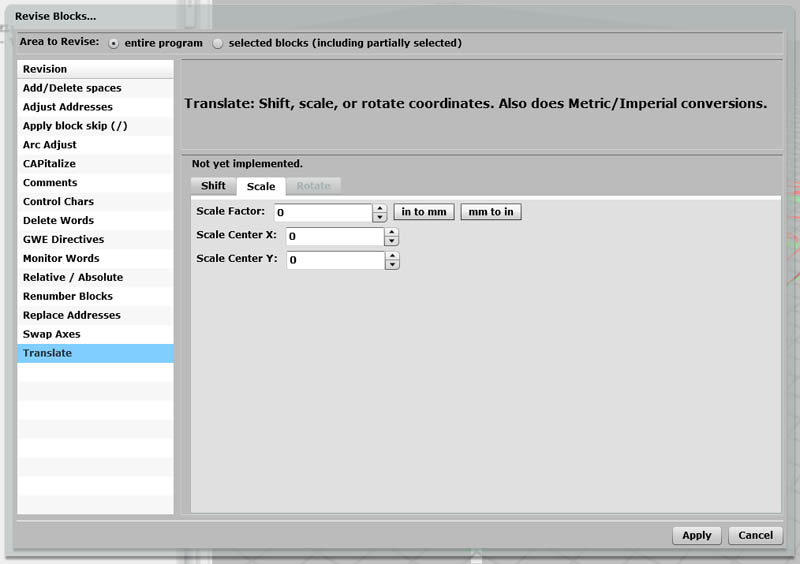 Revise Blocks...
Area to Revise: entire program selected blocks (including partially selected)
Revision
Add/Delete spaces
Adjust Addresses
Apply block skip (/)
Arc Adjust
CAPitalize
Comments
Control Chars
Delete Words
GWE Directives
Monitor Words
Relative / Absolute
Renumber Blocks
Replace Addresses
Swap Axes
Translate
Translate: Shift, scale, or rotate coordinates. Also does Metric/Imperial conversions.
Not yet implemented.
Shift Scale Rotate
Scale Factor: 0 in to mm mm to in
Scale Center X: 0
Scale Center Y: 0
Apply Cancel